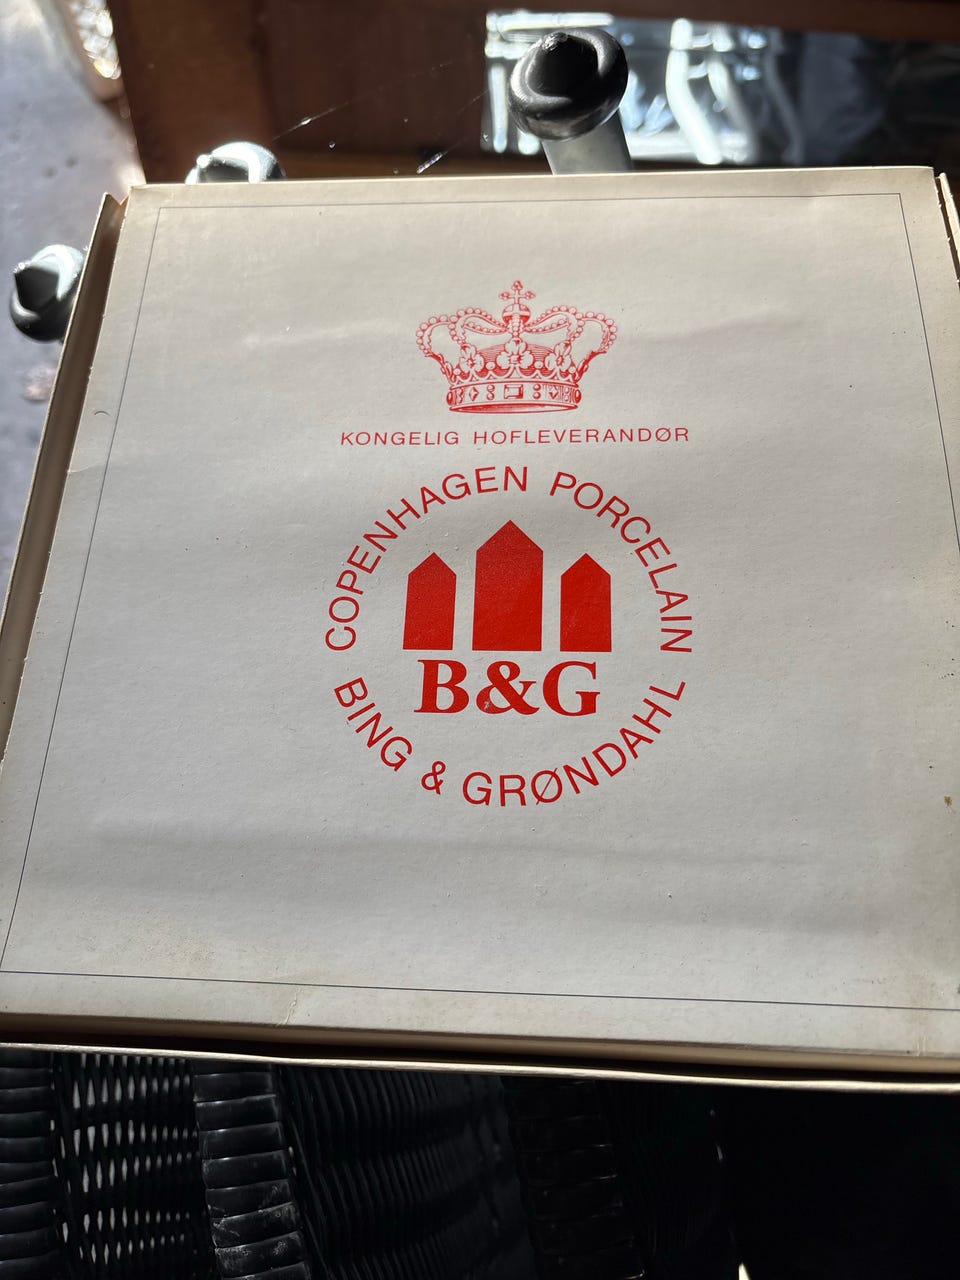 KONGELIG HOFLEVERANDØR
COPENHAGEN PORCELAIN
B&G
BING & GRØNDAHL